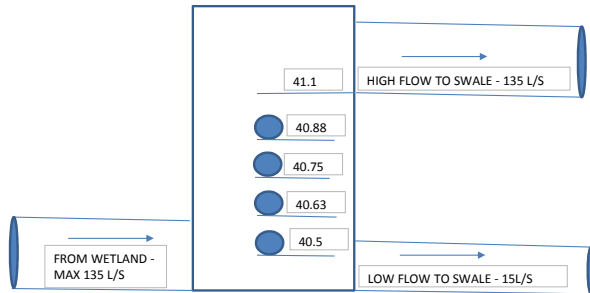 41.1
HIGH FLOW TO SWALE - 135 L/S
40.88
40.75
40.63
40.5
FROM WETLAND -
MAX 135 L/S
LOW FLOW TO SWALE - 15L/S